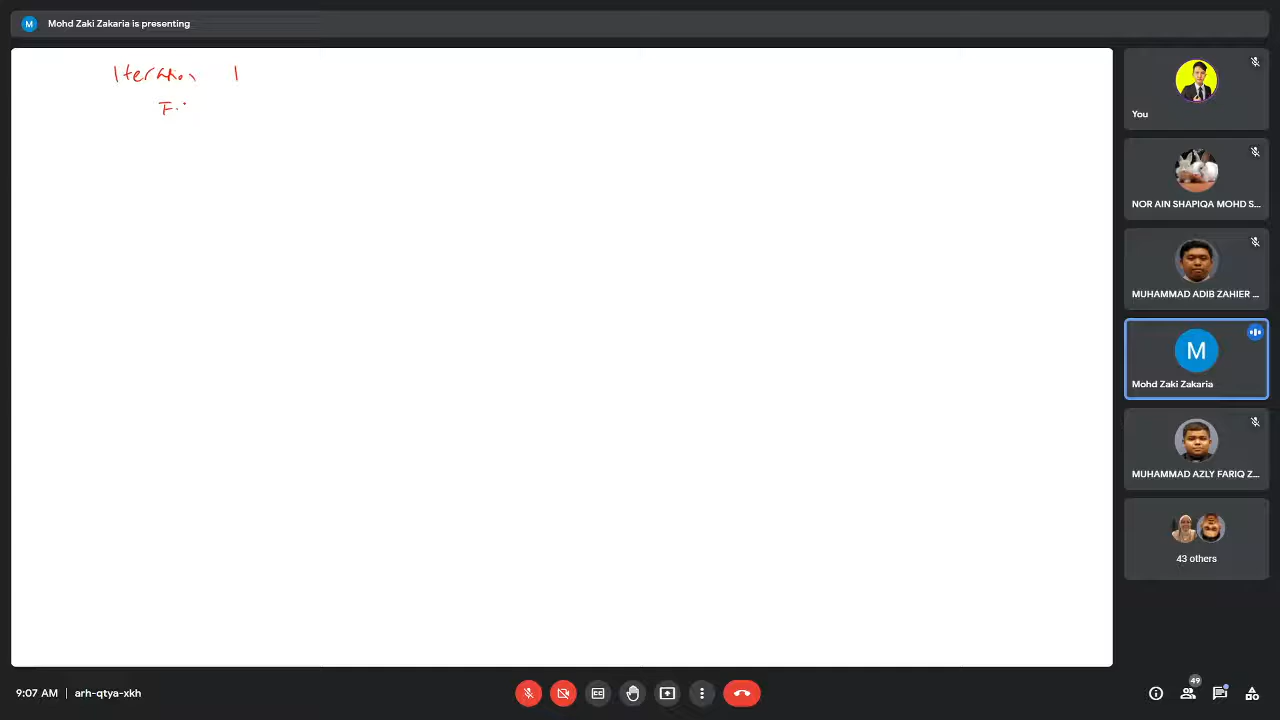 M Mohd Zaki Zakaria is presenting
Iteration 1
You
NOR AIN SHAPIQA MOHD S...
MUHAMMAD ADIB ZAHIER ...
M
Mohd Zaki Zakaria
MUHAMMAD AZLY FARIQ Z...
43 others
9:07 AM | arh-qtya-xkh
49